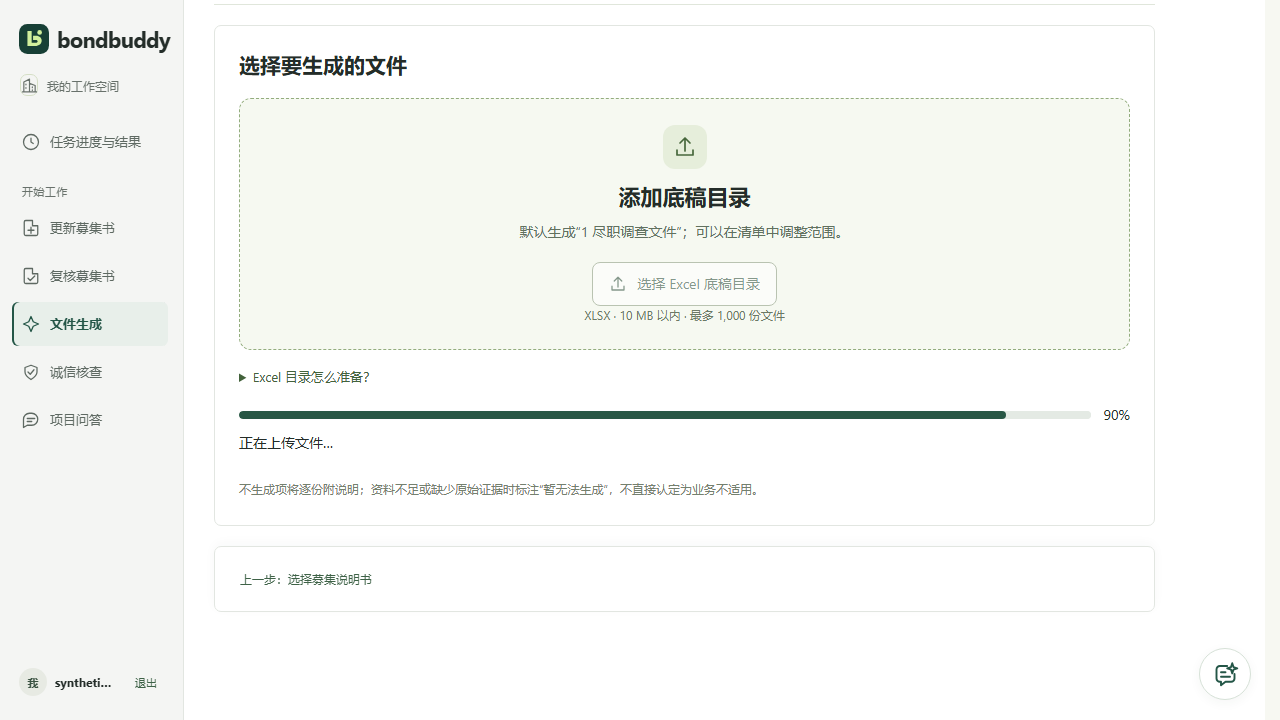 bondbuddy
我的工作空间
任务进度与结果
开始工作
更新募集书
复核募集书
文件生成
诚信核查
项目问答
我
syntheti...
退出
选择要生成的文件
添加底稿目录
默认生成“1 尽职调查文件”；可以在清单中调整范围。
选择 Excel 底稿目录
XLSX · 10 MB 以内 · 最多 1,000 份文件
Excel 目录怎么准备？
90%
正在上传文件...
不生成项将逐份附说明；资料不足或缺少原始证据时标注“暂无法生成”，不直接认定为业务不适用。
上一步：选择募集说明书